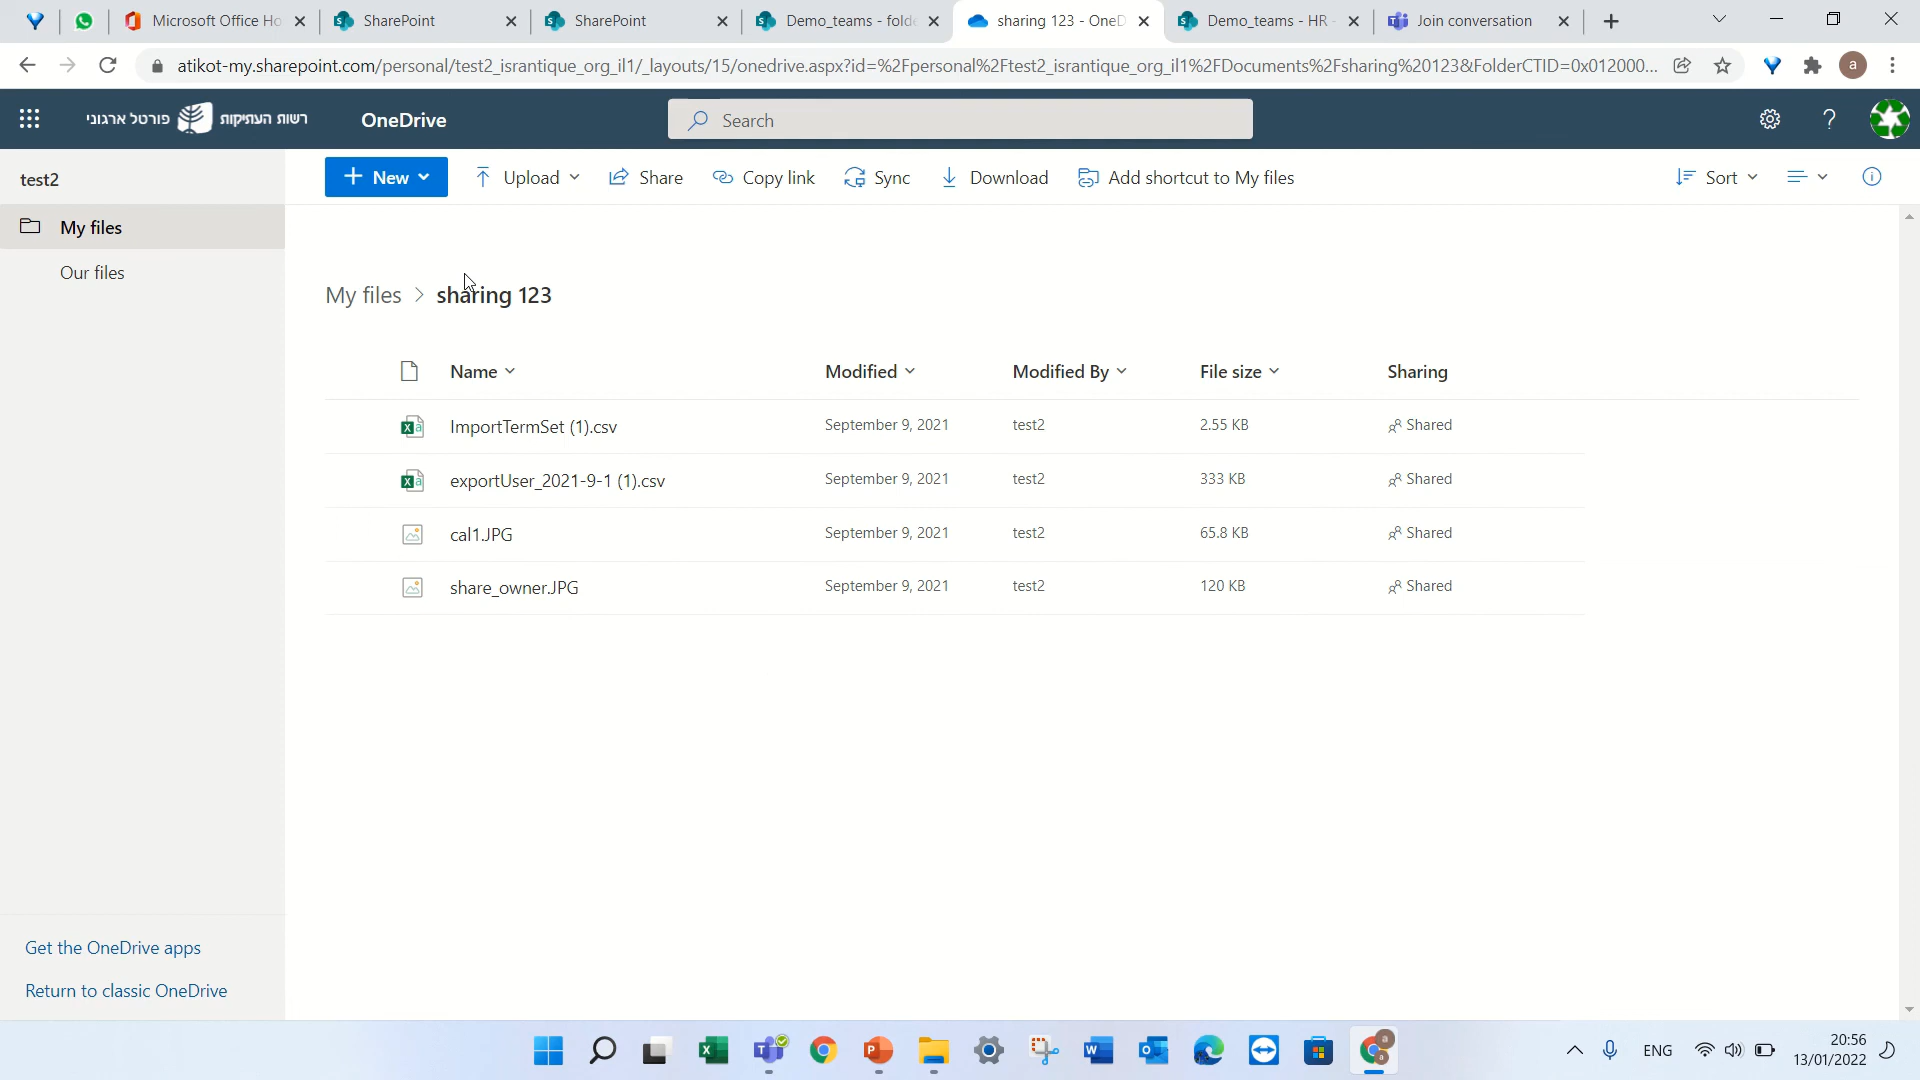 Microsoft Office Ho
SharePoint
SharePoint
Demo_teams - folde
sharing 123 - OneD
Demo_teams - HR -
Join conversation
atikot-my.sharepoint.com/personal/test2_israntique_org_il1/_layouts/15/onedrive.aspx?id=%2Fpersonal%2Ftest2_israntique_org_il1%2FDocuments%2Fsharing%20123&FolderCTID=0x012000...
a
רשות העתיקות פורטל ארגוני
OneDrive
Search
?
test2
+ New
Upload
Share
Copy link
Sync
Download
Add shortcut to My files
Sort
My files
Our files
My files > sharing 123
Name Modified Modified By File size Sharing
ImportTermSet (1).csv September 9, 2021 test2 2.55 KB Shared
exportUser_2021-9-1 (1).csv September 9, 2021 test2 333 KB Shared
cal1.JPG September 9, 2021 test2 65.8 KB Shared
share_owner.JPG September 9, 2021 test2 120 KB Shared
Get the OneDrive apps
Return to classic OneDrive
ENG
20:56
13/01/2022